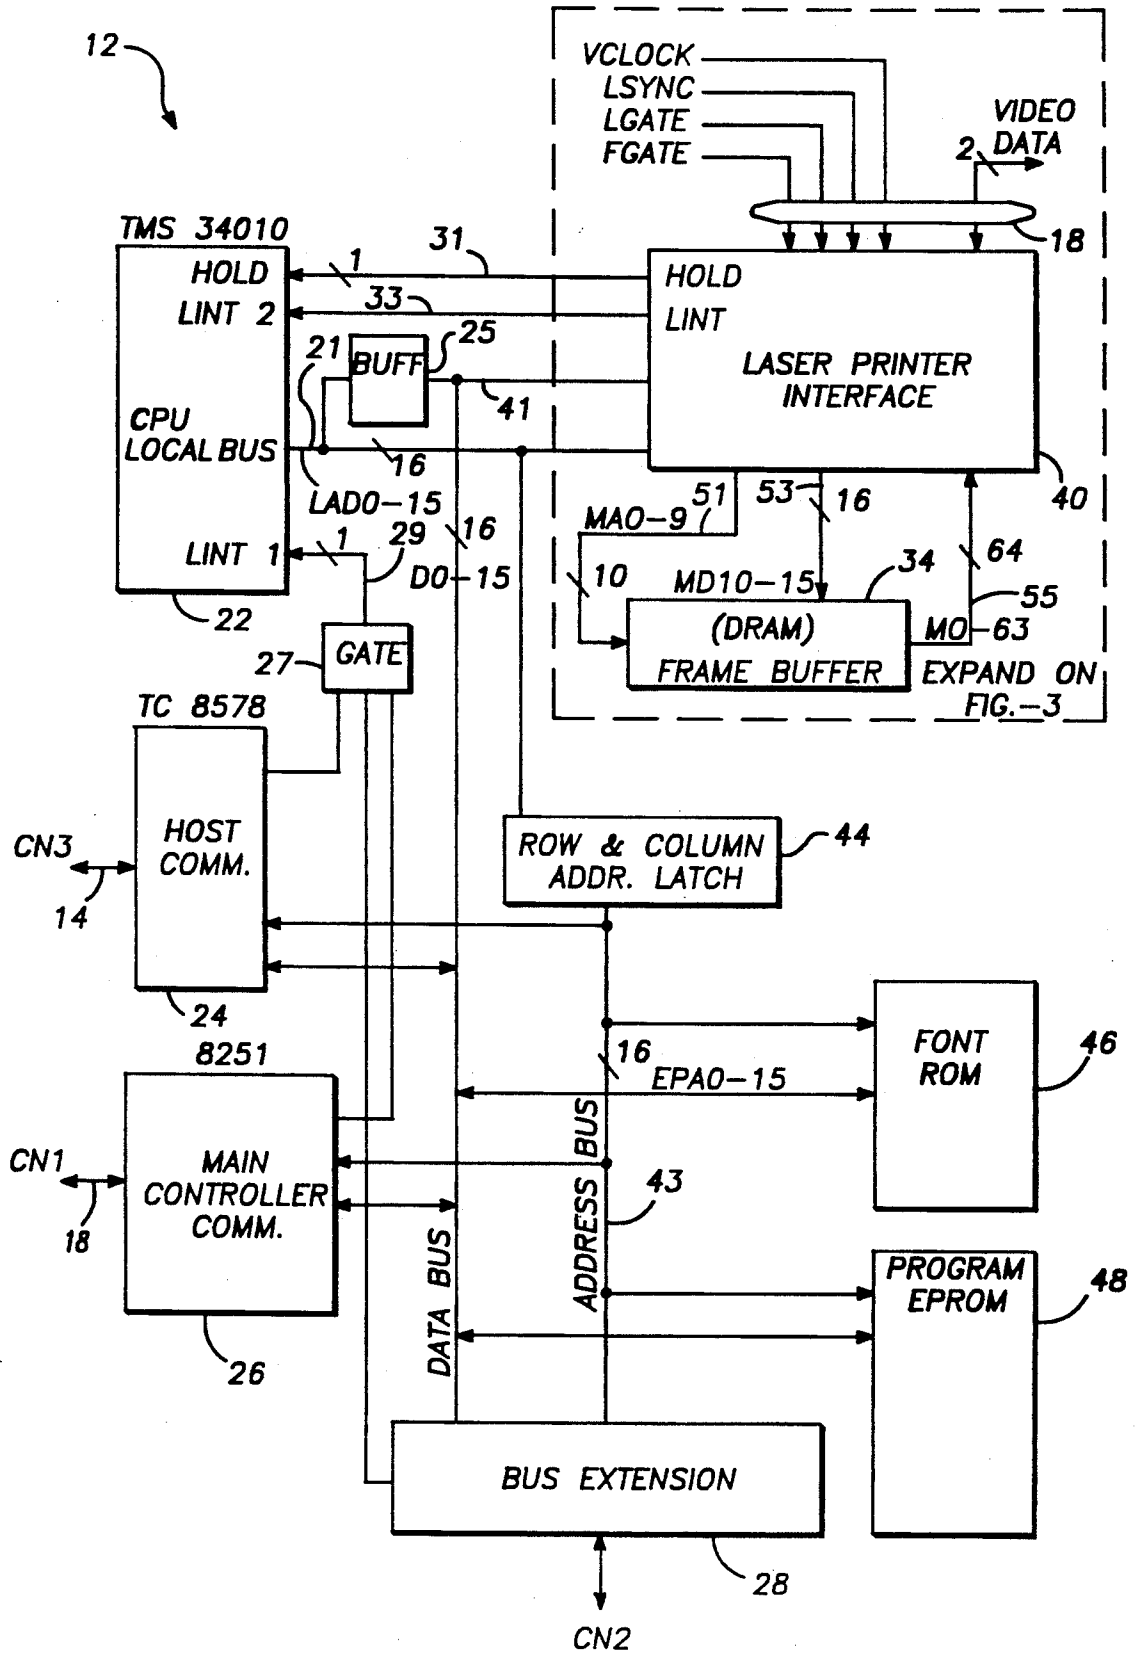 12
VCLOCK
LSYNC
LGATE
FGATE
VIDEO
DATA
2
18
TMS 34010
HOLD
LINT 2
31
1
33
HOLD
LINT
LASER PRINTER
INTERFACE
21
BUFF
25
41
CPU
LOCAL BUS
16
LAD0-15
40
51
53
16
MA0-9
LINT 1
1
29
16
D0-15
10
MD10-15
34
64
55
22
(DRAM)
FRAME BUFFER
M0-63
EXPAND ON
FIG.-3
27
GATE
TC 8578
HOST
COMM.
CN3
14
ROW & COLUMN
ADDR. LATCH
44
24
8251
FONT
ROM
46
16
EPA0-15
CN1
18
MAIN
CONTROLLER
COMM.
DATA BUS
ADDRESS BUS
43
PROGRAM
EPROM
48
26
BUS EXTENSION
28
CN2